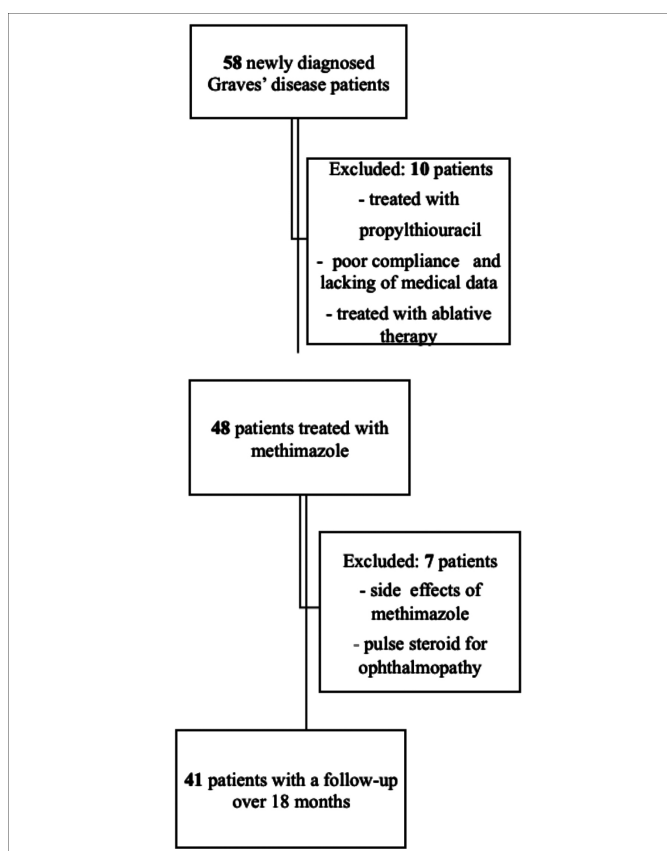 58 newly diagnosed
Graves’ disease patients
Excluded: 10 patients
- treated with
propylthiouracil
- poor compliance and
lacking of medical data
- treated with ablative
therapy
48 patients treated with
methimazole
Excluded: 7 patients
- side effects of
methimazole
- pulse steroid for
ophthalmopathy
41 patients with a follow-up
over 18 months